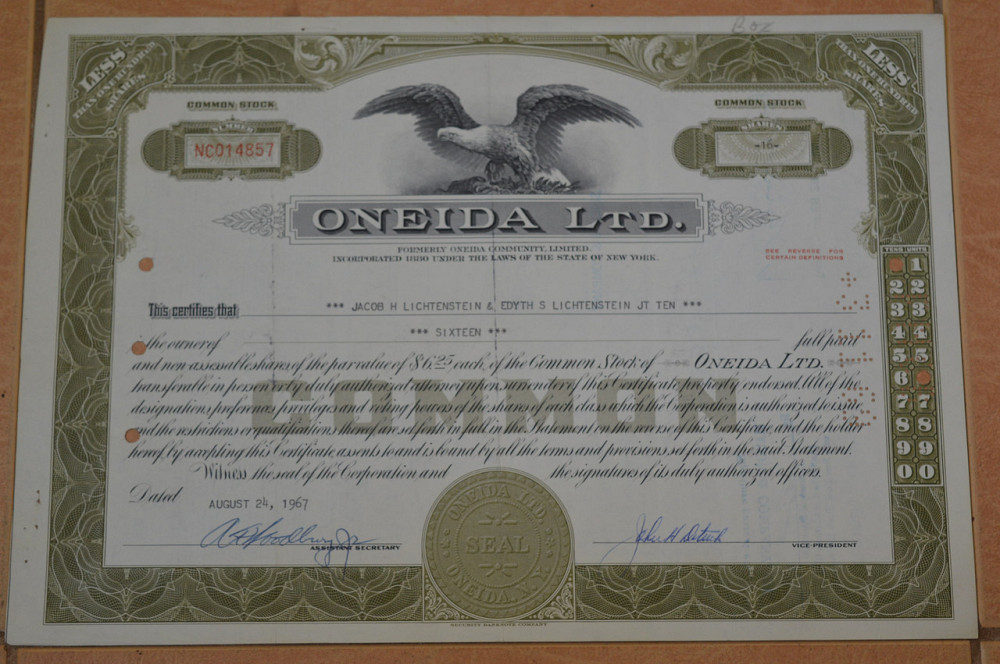 Boz
LESS
THAN ONE HUNDRED
SHARES
LESS
THAN ONE HUNDRED
SHARES
COMMON STOCK
COMMON STOCK
NUMBER
NC014857
SHARES
-16-
ONEIDA LTD.
FORMERLY ONEIDA COMMUNITY, LIMITED.
INCORPORATED 1880 UNDER THE LAWS OF THE STATE OF NEW YORK.
SEE REVERSE FOR
CERTAIN DEFINITIONS
TENS UNITS
1
2 2
3 3
4 4
5 5
6
7 7
8 8
9 9
0 0
This certifies that
*** JACOB H LICHTENSTEIN & EDYTH S LICHTENSTEIN JT TEN ***
*** SIXTEEN ***
the owner of full paid
and non-assessable shares of the par value of $6.25 each, of the Common Stock of ONEIDA LTD.
transferable in person or by duly authorized attorney upon surrender of this Certificate properly endorsed. All of the
designations, preferences, privileges and voting powers of the shares of each class which the Corporation is authorized to issue
and the restrictions or qualifications thereof are set forth in full in the Statement on the reverse of this Certificate and the holder
hereof by accepting this Certificate assents to and is bound by all the terms and provisions set forth in the said Statement.
COMMON
Witness the seal of the Corporation and the signatures of its duly authorized officers.
Dated
AUGUST 24, 1967
ASSISTANT SECRETARY
VICE-PRESIDENT
ONEIDA LTD.
SEAL
ONEIDA, N.Y.
SECURITY BANKNOTE COMPANY